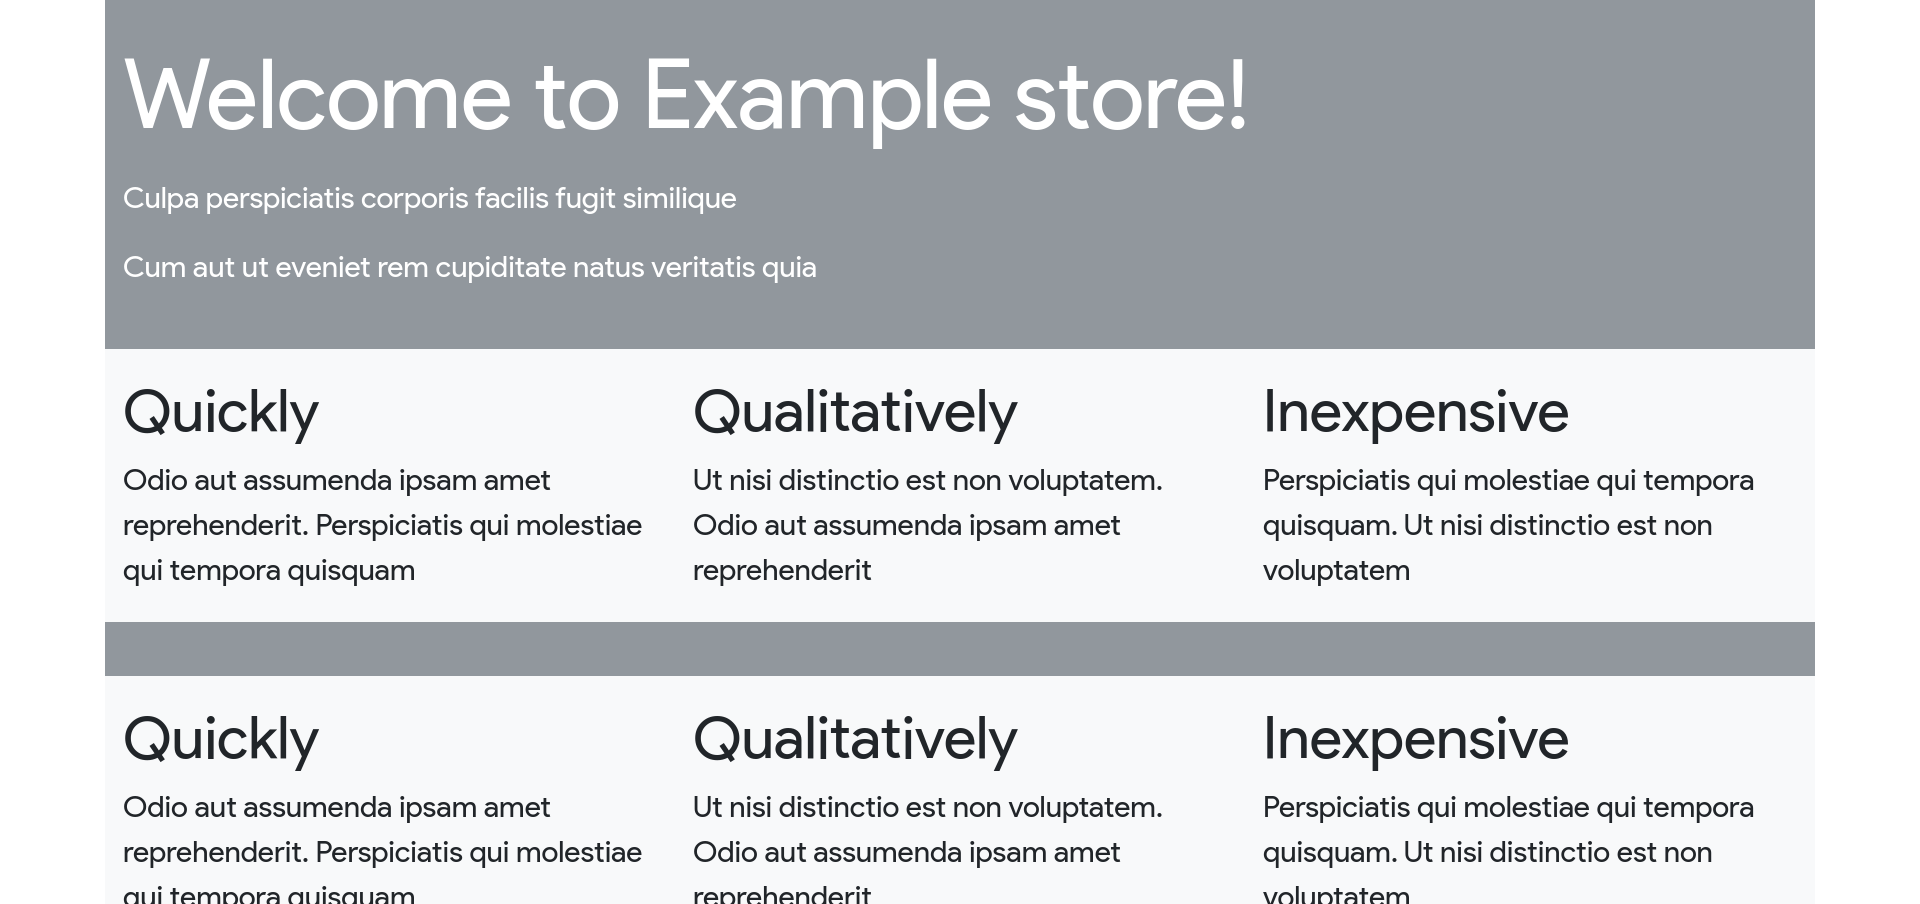 Welcome to Example store!
Culpa perspiciatis corporis facilis fugit similique
Cum aut ut eveniet rem cupiditate natus veritatis quia
Quickly
Odio aut assumenda ipsam amet
reprehenderit. Perspiciatis qui molestiae
qui tempora quisquam
Qualitatively
Ut nisi distinctio est non voluptatem.
Odio aut assumenda ipsam amet
reprehenderit
Inexpensive
Perspiciatis qui molestiae qui tempora
quisquam. Ut nisi distinctio est non
voluptatem
Quickly
Odio aut assumenda ipsam amet
reprehenderit. Perspiciatis qui molestiae
qui tempora quisquam
Qualitatively
Ut nisi distinctio est non voluptatem.
Odio aut assumenda ipsam amet
reprehenderit
Inexpensive
Perspiciatis qui molestiae qui tempora
quisquam. Ut nisi distinctio est non
voluptatem